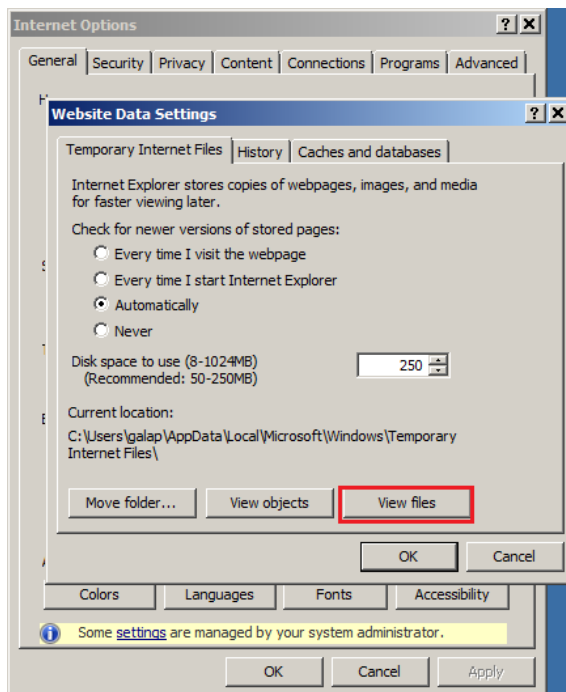 Internet Options
General Security Privacy Content Connections Programs Advanced
Website Data Settings
Temporary Internet Files History Caches and databases
Internet Explorer stores copies of webpages, images, and media
for faster viewing later.
Check for newer versions of stored pages:
Every time I visit the webpage
Every time I start Internet Explorer
Automatically
Never
Disk space to use (8-1024MB) 250
(Recommended: 50-250MB)
Current location:
C:\Users\galap\AppData\Local\Microsoft\Windows\Temporary
Internet Files\
Move folder... View objects View files
OK Cancel
Colors Languages Fonts Accessibility
Some settings are managed by your system administrator.
OK Cancel Apply